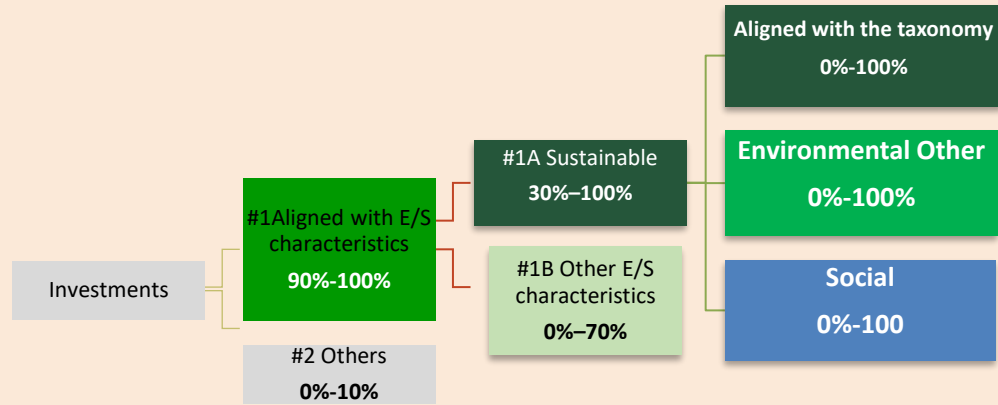 Investments
#1Aligned with E/S
characteristics
90%-100%
#2 Others
0%-10%
#1A Sustainable
30%–100%
#1B Other E/S
characteristics
0%–70%
Aligned with the taxonomy
0%-100%
Environmental Other
0%-100%
Social
0%-100